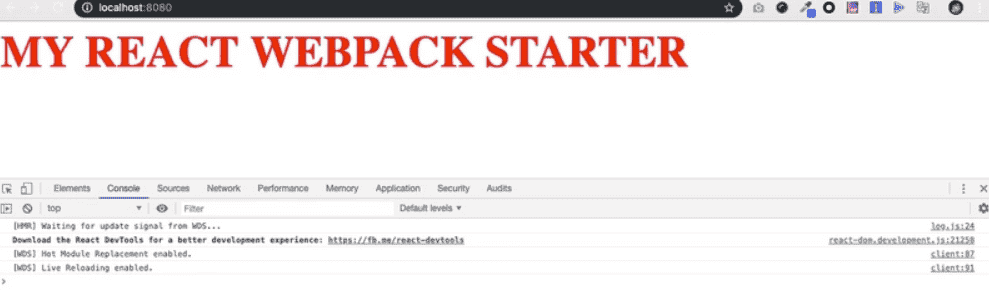 localhost:8080
MY REACT WEBPACK STARTER
Elements Console Sources Network Performance Memory Application Security Audits
top Filter Default levels
[HMR] Waiting for update signal from WDS... log.js:24
Download the React DevTools for a better development experience: https://fb.me/react-devtools react-dom.development.js:21258
[WDS] Hot Module Replacement enabled. client:87
[WDS] Live Reloading enabled. client:91